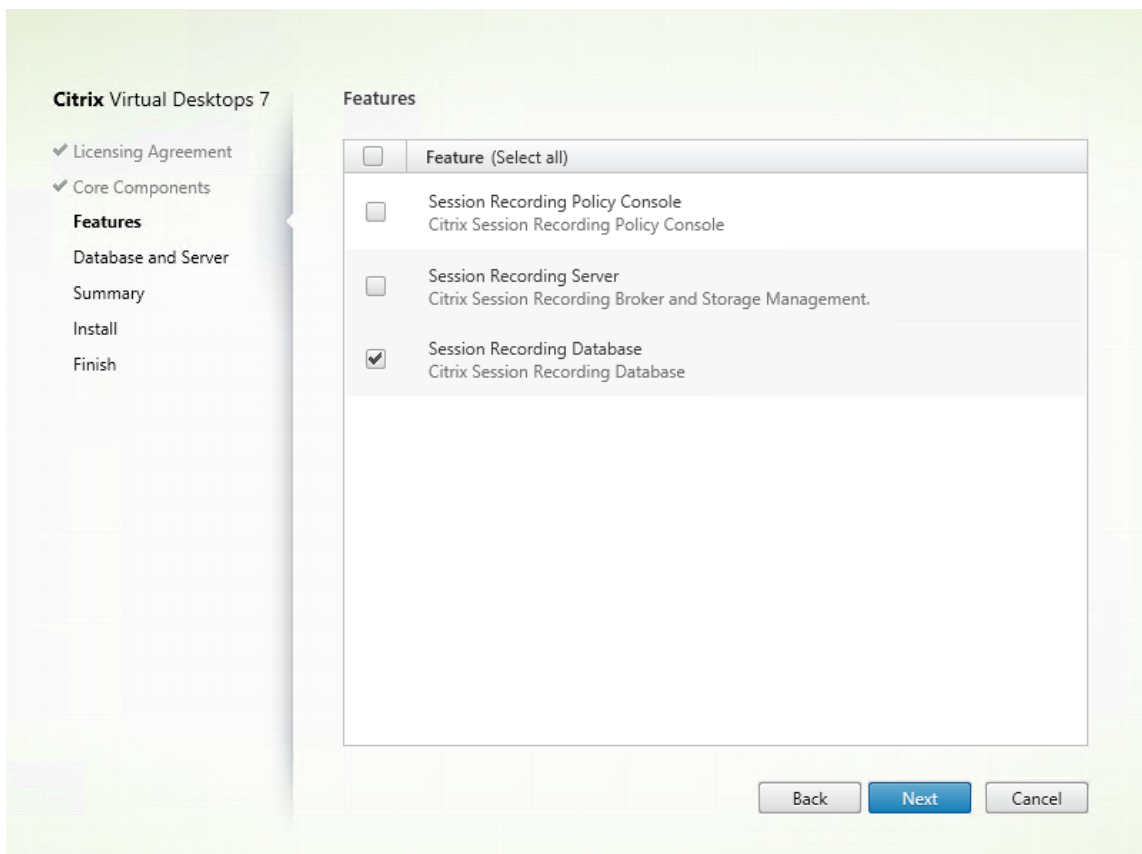 Citrix Virtual Desktops 7
Licensing Agreement
Core Components
Features
Database and Server
Summary
Install
Finish
Features
Feature (Select all)
Session Recording Policy Console
Citrix Session Recording Policy Console
Session Recording Server
Citrix Session Recording Broker and Storage Management.
Session Recording Database
Citrix Session Recording Database
Back
Next
Cancel